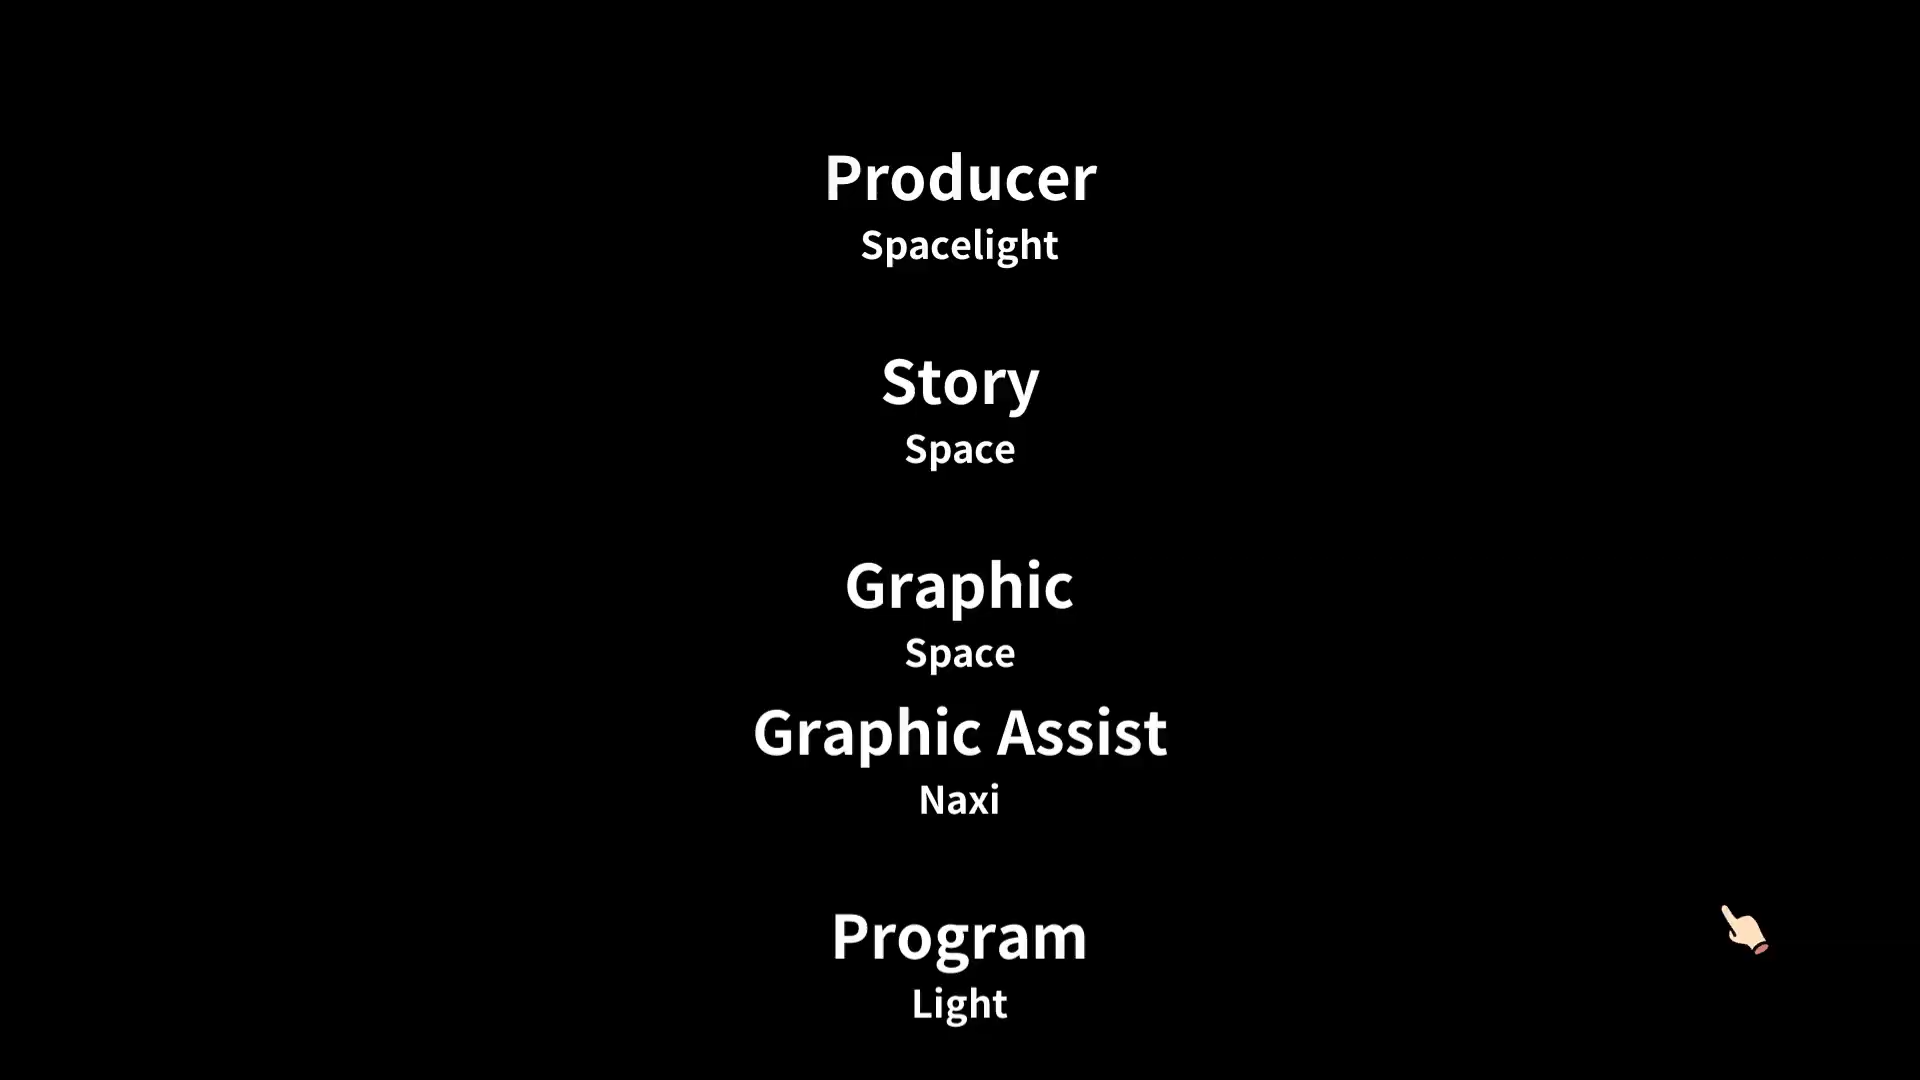 Producer
Spacelight
Story
Space
Graphic
Space
Graphic Assist
Naxi
Program
Light